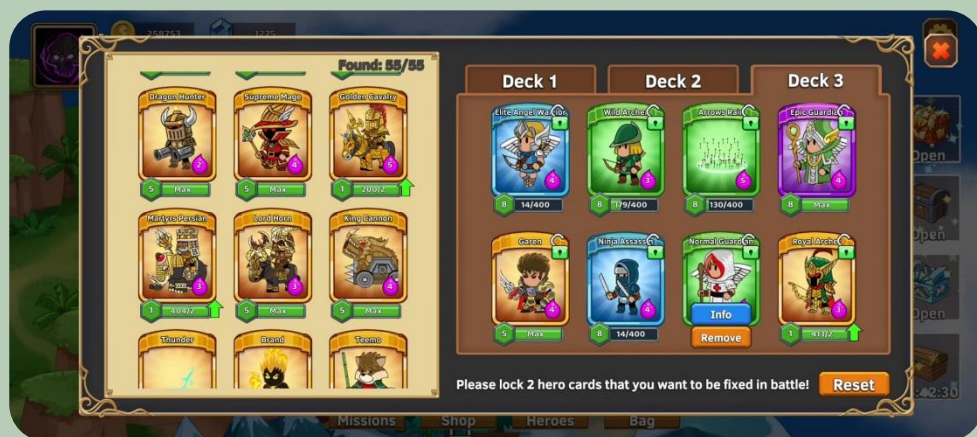 258753
1225
Found: 55/55
Dragon Hunter
Supreme Mage
Golden Cavalry
2
4
5
5 Max
5 Max
1 200/2
Martyrs Persian
Lord Horn
King Cannon
3
3
4
1 404/2
5 Max
5 Max
Thunder
Brand
Teemo
Deck 1
Deck 2
Deck 3
Elite Angel Warrior
Wild Archer
Arrows Rain
Epic Guardi
4
3
5
4
8 14/400
8 179/400
8 130/400
8 Max
Garen
Ninja Assassin
Normal Guardian
Royal Archer
4
4
3
Info
Remove
5 Max
8 14/400
1 413/2
Please lock 2 hero cards that you want to be fixed in battle!
Reset
Open
Open
Open
:42:30
Missions
Shop
Heroes
Bag